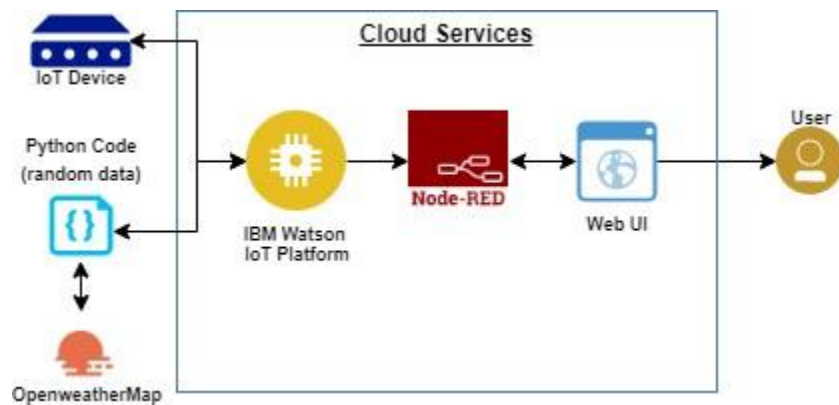 Cloud Services
IoT Device
Python Code
(random data)
{}
OpenweatherMap
IBM Watson
IoT Platform
Node-RED
Web UI
User